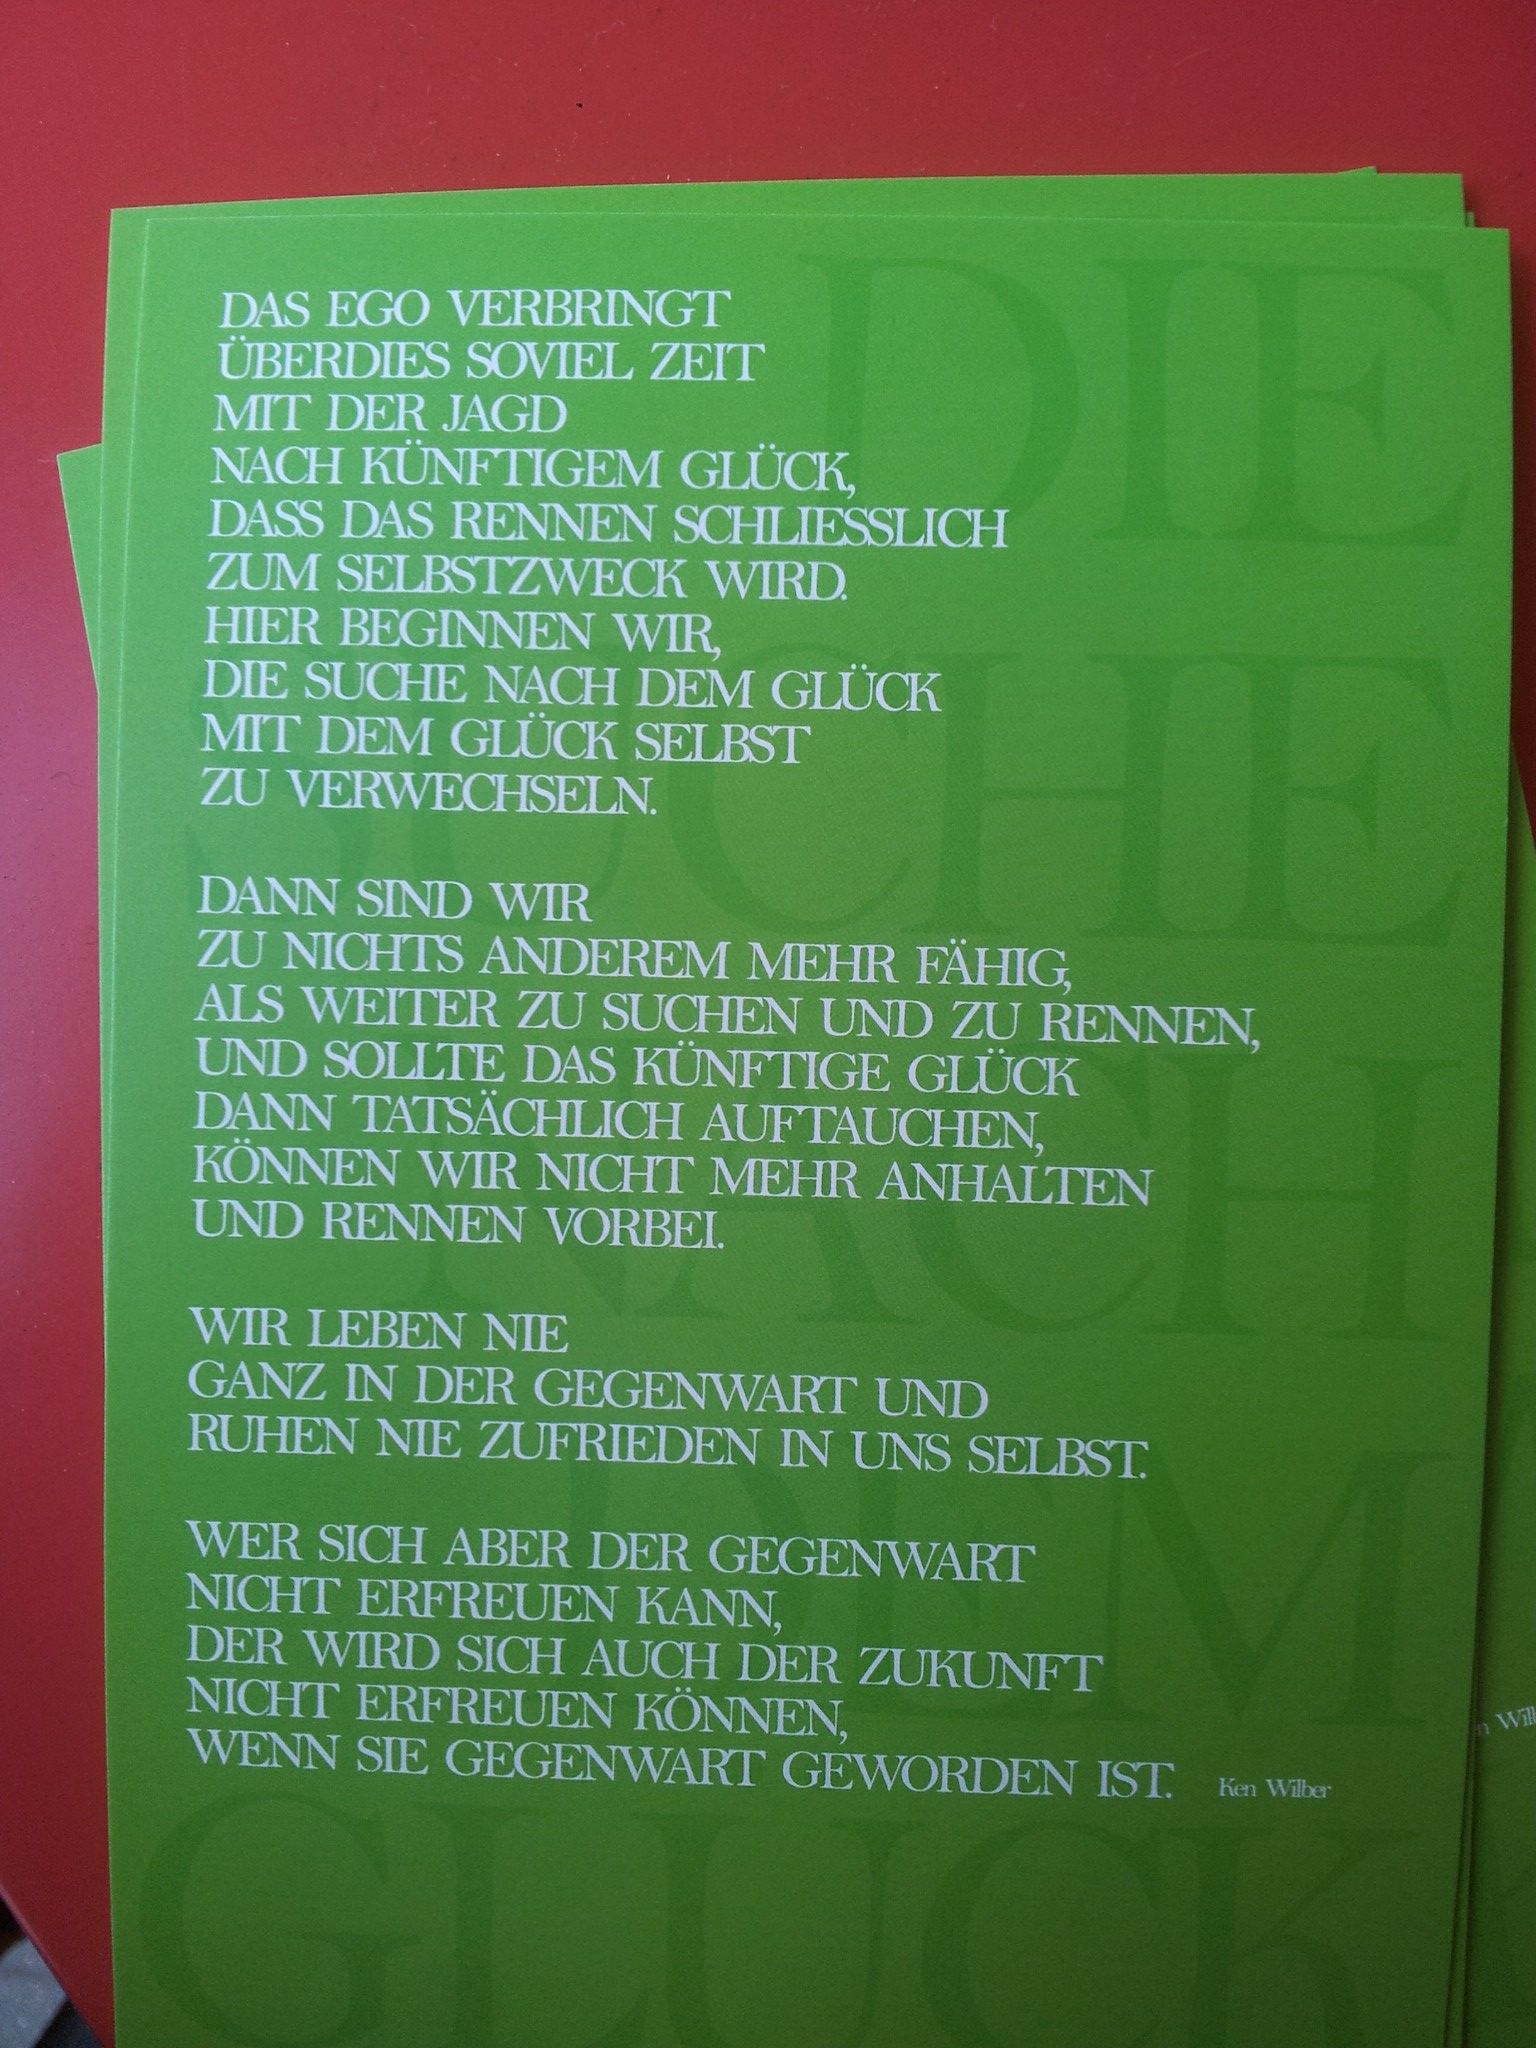 DAS EGO VERBRINGT
ÜBERDIES SOVIEL ZEIT
MIT DER JAGD
NACH KÜNFTIGEM GLÜCK,
DASS DAS RENNEN SCHLIESSLICH
ZUM SELBSTZWECK WIRD.
HIER BEGINNEN WIR,
DIE SUCHE NACH DEM GLÜCK
MIT DEM GLÜCK SELBST
ZU VERWECHSELN.
DANN SIND WIR
ZU NICHTS ANDEREM MEHR FÄHIG,
ALS WEITER ZU SUCHEN UND ZU RENNEN,
UND SOLLTE DAS KÜNFTIGE GLÜCK
DANN TATSÄCHLICH AUFTAUCHEN,
KÖNNEN WIR NICHT MEHR ANHALTEN
UND RENNEN VORBEI.
WIR LEBEN NIE
GANZ IN DER GEGENWART UND
RUHEN NIE ZUFRIEDEN IN UNS SELBST.
WER SICH ABER DER GEGENWART
NICHT ERFREUEN KANN,
DER WIRD SICH AUCH DER ZUKUNFT
NICHT ERFREUEN KÖNNEN,
WENN SIE GEGENWART GEWORDEN IST. Ken Wilber
DIE
SUCHE
NACH
DEM
GLÜCK